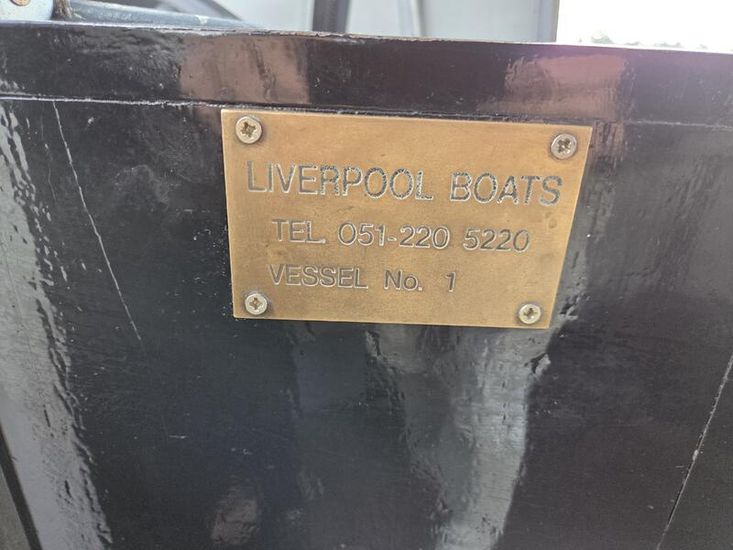 LIVERPOOL BOATS
TEL. 051-220 5220
VESSEL No. 1